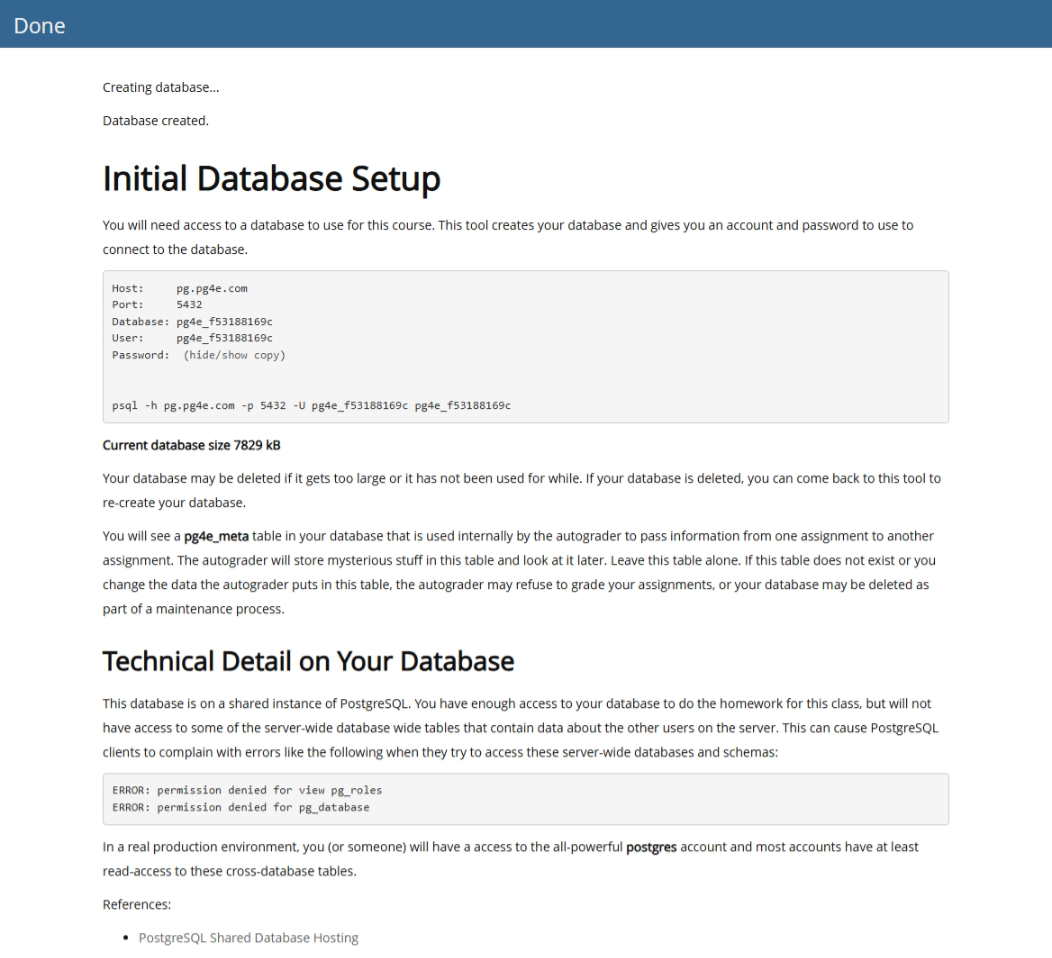 Done
Creating database...
Database created.
Initial Database Setup
You will need access to a database to use for this course. This tool creates your database and gives you an account and password to use to
connect to the database.
Host:     pg.pg4e.com
Port:     5432
Database: pg4e_f53188169c
User:     pg4e_f53188169c
Password:  (hide/show copy)
psql -h pg.pg4e.com -p 5432 -U pg4e_f53188169c pg4e_f53188169c
Current database size 7829 kB
Your database may be deleted if it gets too large or it has not been used for while. If your database is deleted, you can come back to this tool to
re-create your database.
You will see a pg4e_meta table in your database that is used internally by the autograder to pass information from one assignment to another
assignment. The autograder will store mysterious stuff in this table and look at it later. Leave this table alone. If this table does not exist or you
change the data the autograder puts in this table, the autograder may refuse to grade your assignments, or your database may be deleted as
part of a maintenance process.
Technical Detail on Your Database
This database is on a shared instance of PostgreSQL. You have enough access to your database to do the homework for this class, but will not
have access to some of the server-wide database wide tables that contain data about the other users on the server. This can cause PostgreSQL
clients to complain with errors like the following when they try to access these server-wide databases and schemas:
ERROR: permission denied for view pg_roles
ERROR: permission denied for pg_database
In a real production environment, you (or someone) will have a access to the all-powerful postgres account and most accounts have at least
read-access to these cross-database tables.
References:
• PostgreSQL Shared Database Hosting